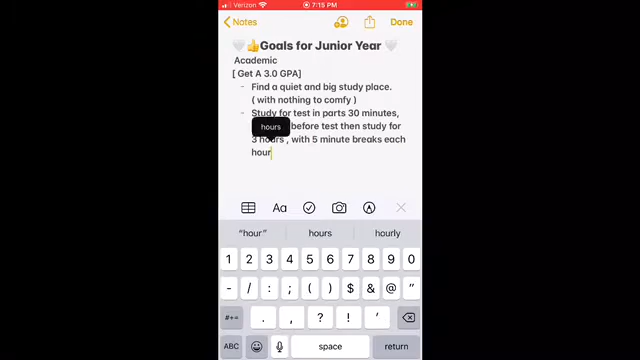 Verizon 7:15 PM
Notes Done
🤍👍Goals for Junior Year 🤍
Academic
[ Get A 3.0 GPA]
- Find a quiet and big study place.
( with nothing to comfy )
- Study for test in parts 30 minutes,
hours before test then study for
3 hours , with 5 minute breaks each
hour
Aa
“hour” hours hourly
1 2 3 4 5 6 7 8 9 0
- / : ; ( ) $ & @ ”
#+= . , ? ! ’
ABC space return